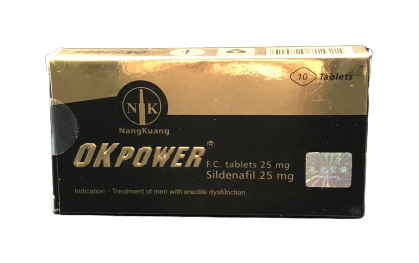 10 Tablets
NK
NangKuang
OKPOWER®
F.C. tablets 25 mg
Sildenafil 25 mg
Indication · Treatment of men with erectile dysfunction